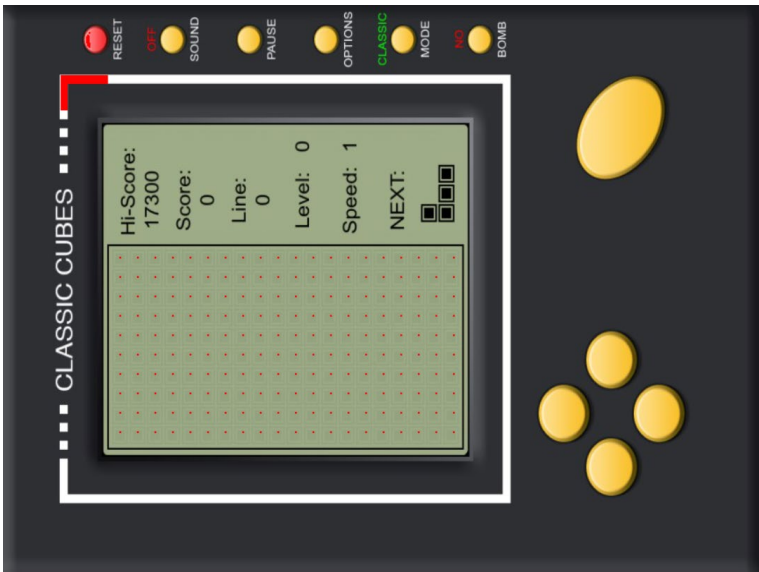 CLASSIC CUBES
Hi-Score:
17300
Score:
0
Line:
0
Level: 0
Speed: 1
NEXT:
RESET
OFF
SOUND
PAUSE
OPTIONS
CLASSIC
MODE
NO
BOMB